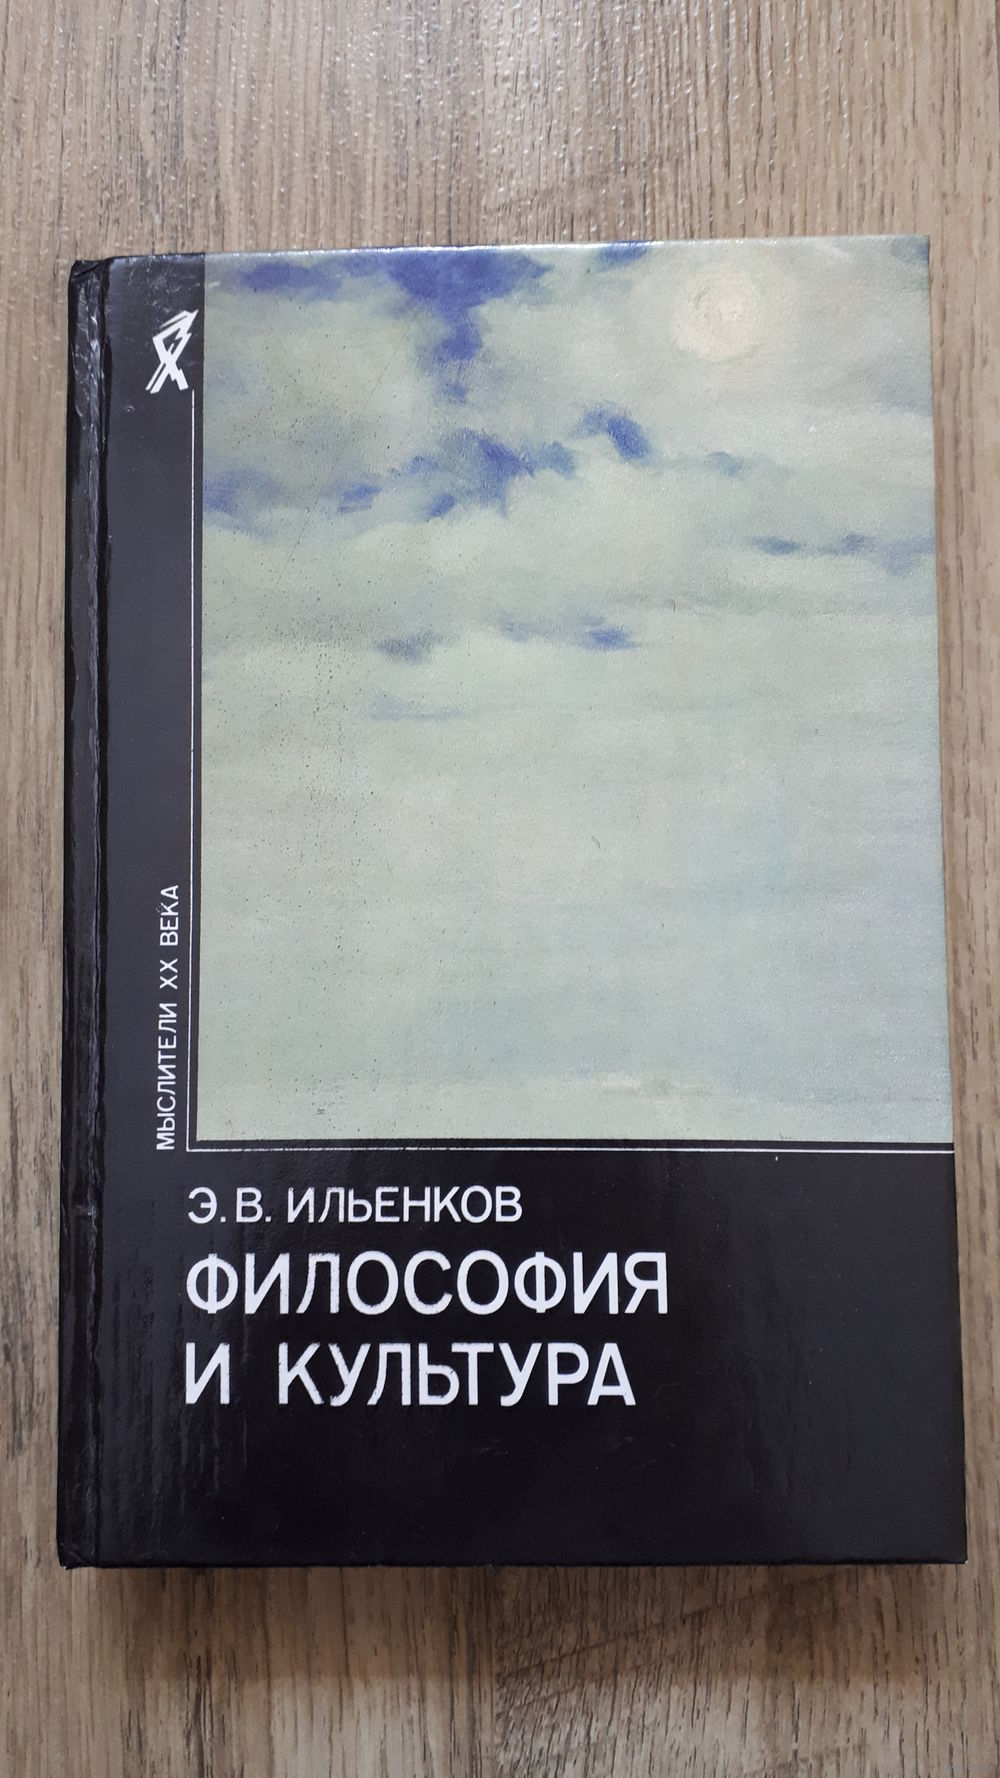 МЫСЛИТЕЛИ XX ВЕКА
Э. В. ИЛЬЕНКОВ
ФИЛОСОФИЯ
И КУЛЬТУРА